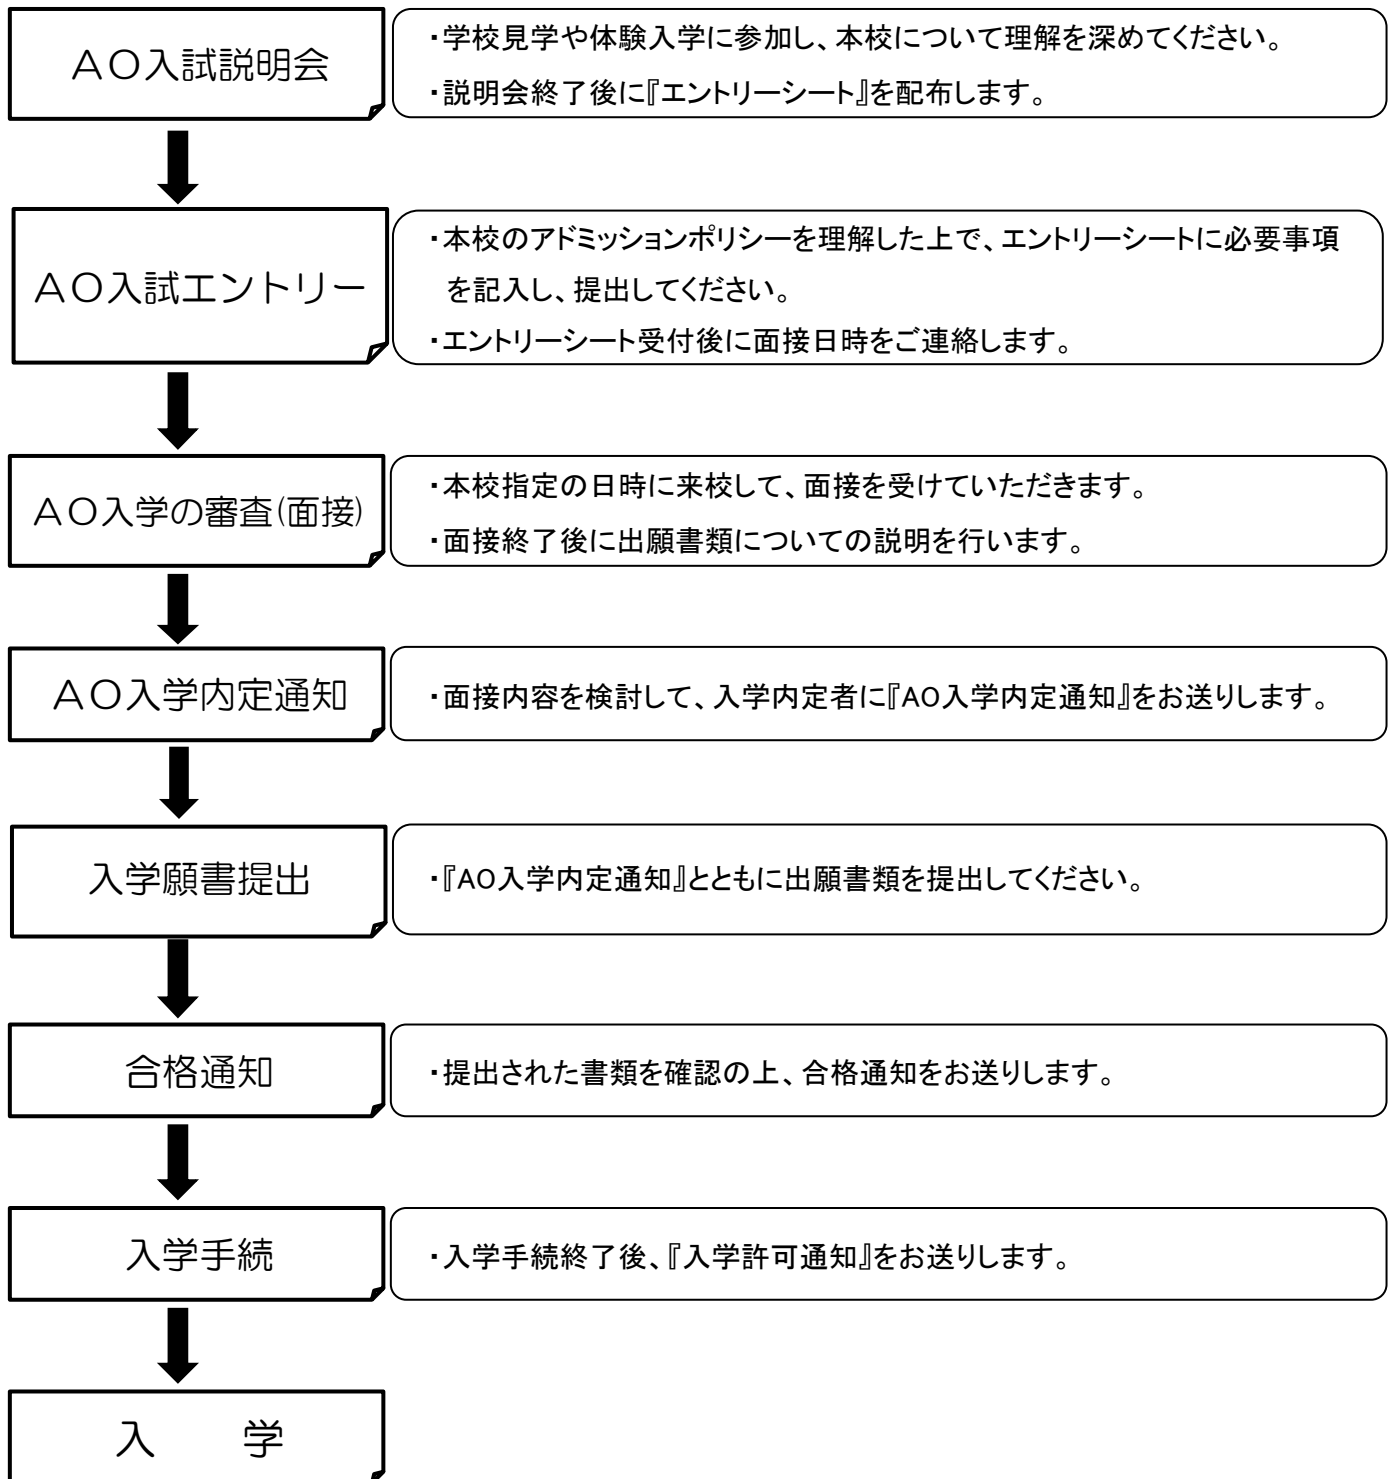 ＡＯ入試説明会
・学校見学や体験入学に参加し、本校について理解を深めてください。
・説明会終了後に『エントリーシート』を配布します。
ＡＯ入試エントリー
・本校のアドミッションポリシーを理解した上で、エントリーシートに必要事項
を記入し、提出してください。
・エントリーシート受付後に面接日時をご連絡します。
ＡＯ入学の審査(面接)
・本校指定の日時に来校して、面接を受けていただきます。
・面接終了後に出願書類についての説明を行います。
ＡＯ入学内定通知
・面接内容を検討して、入学内定者に『AO入学内定通知』をお送りします。
入学願書提出
・『AO入学内定通知』とともに出願書類を提出してください。
合格通知
・提出された書類を確認の上、合格通知をお送りします。
入学手続
・入学手続終了後、『入学許可通知』をお送りします。
入　　学